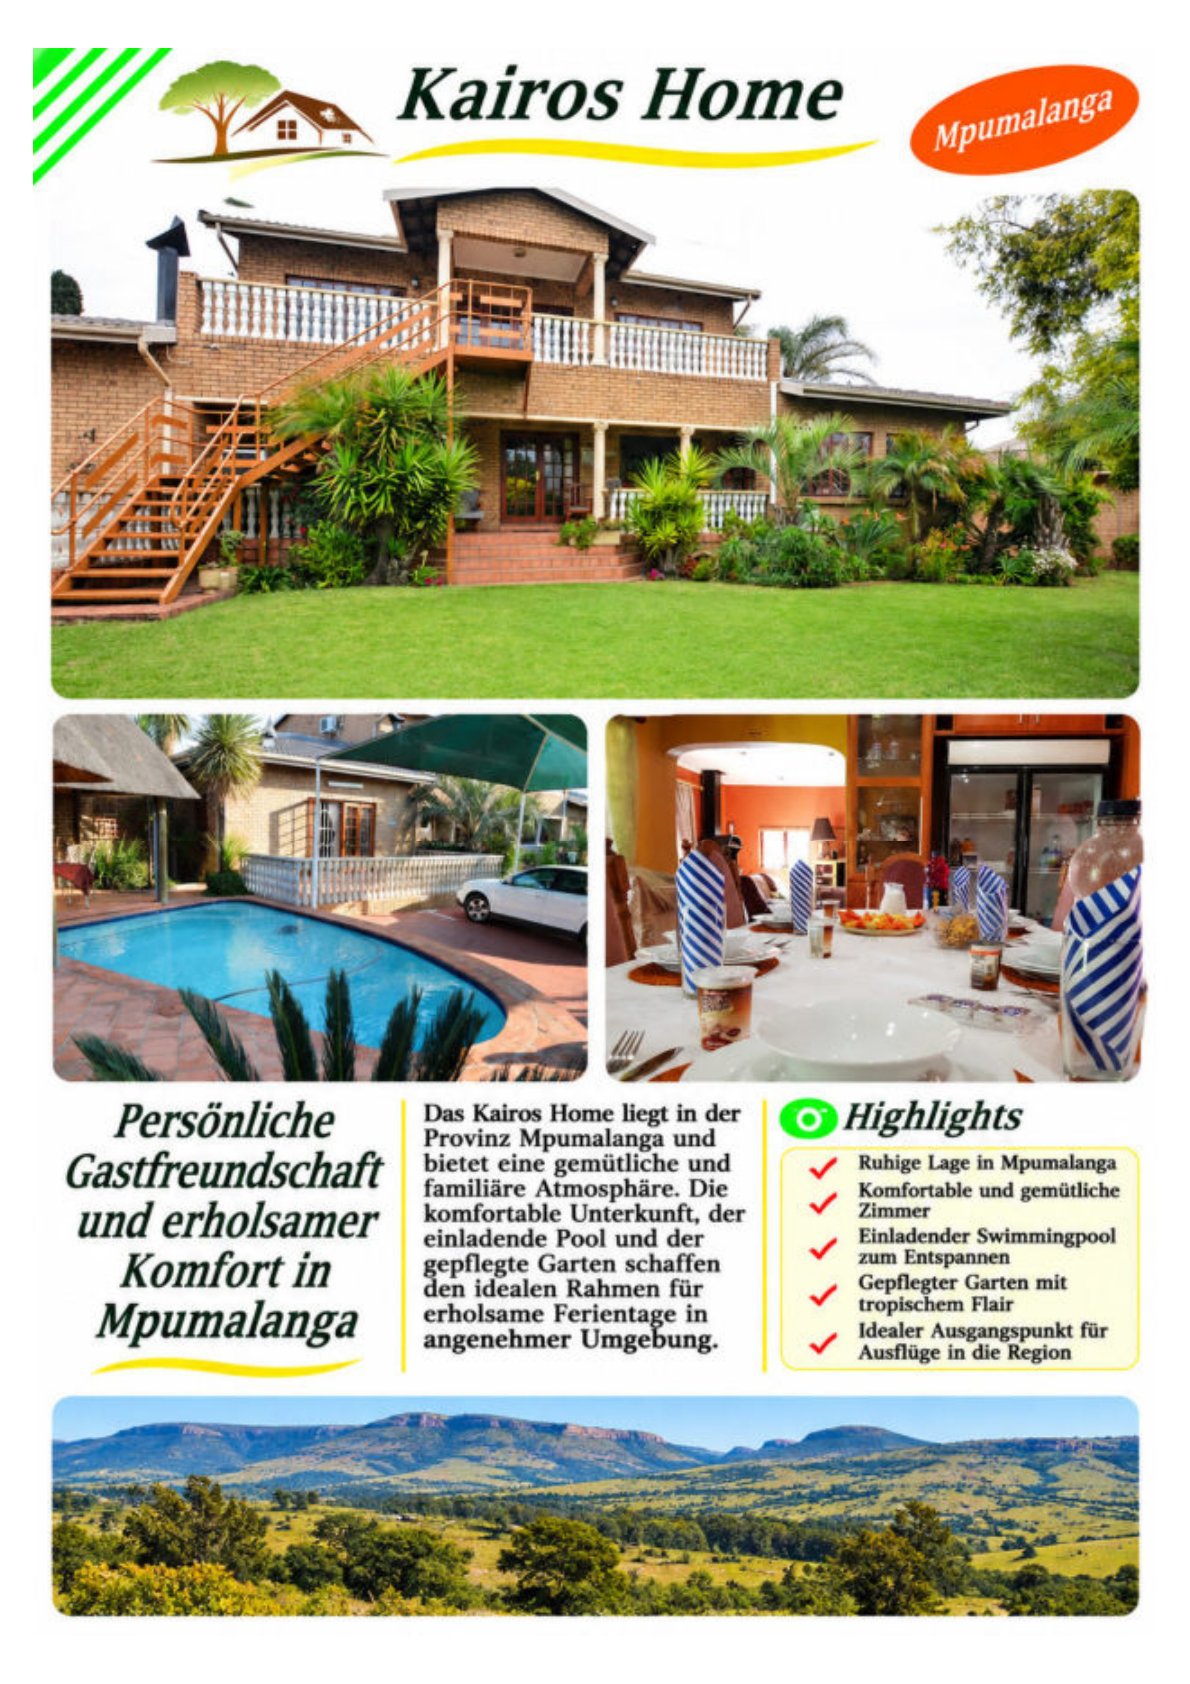 Kairos Home
Mpumalanga
Persönliche
Gastfreundschaft
und erholsamer
Komfort in
Mpumalanga
Das Kairos Home liegt in der
Provinz Mpumalanga und
bietet eine gemütliche und
familiäre Atmosphäre. Die
komfortable Unterkunft, der
einladende Pool und der
gepflegte Garten schaffen
den idealen Rahmen für
erholsame Ferientage in
angenehmer Umgebung.
Highlights
Ruhige Lage in Mpumalanga
Komfortable und gemütliche
Zimmer
Einladender Swimmingpool
zum Entspannen
Gepflegter Garten mit
tropischem Flair
Idealer Ausgangspunkt für
Ausflüge in die Region